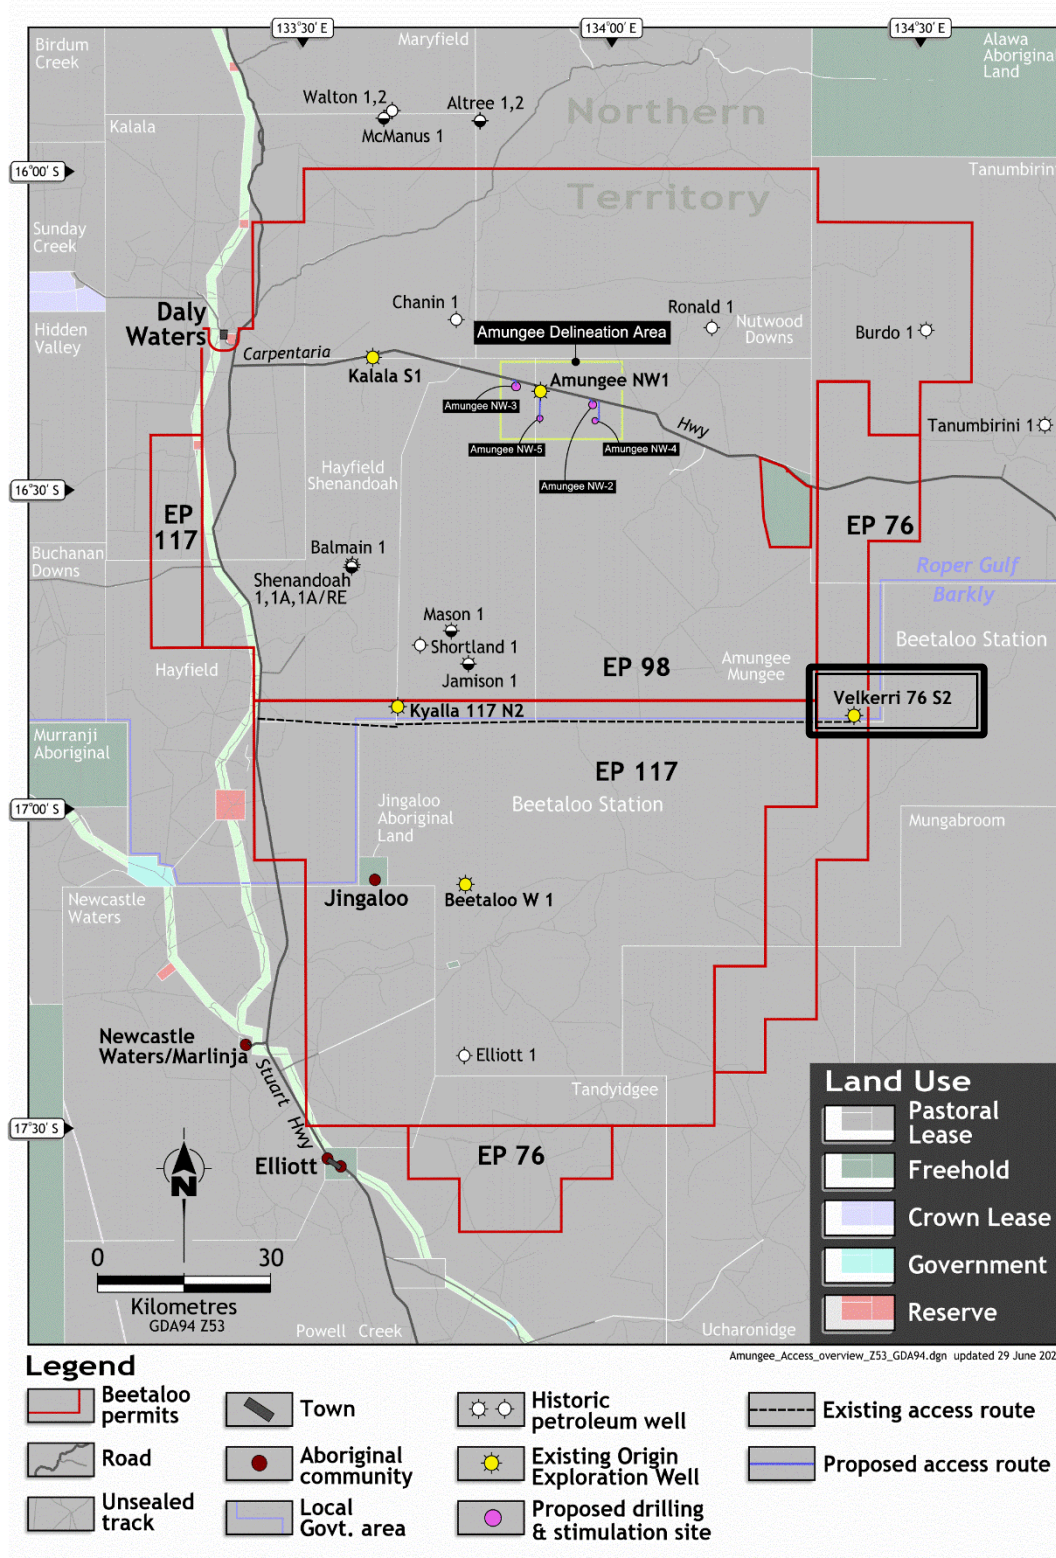 133°30' E
134°00' E
134°30' E
Birdum
Creek
Maryfield
Alawa
Aboriginal
Land
Walton 1,2
Altree 1,2
McManus 1
Kalala
Northern
16°00' S
Tanumbirini
Territory
Sunday
Creek
Hidden
Valley
Daly
Waters
Chanin 1
Ronald 1
Nutwood
Downs
Burdo 1
Amungee Delineation Area
Carpentaria
Kalala S1
Amungee NW1
Amungee NW-3
Hwy
Tanumbirini 1
Amungee NW-5
Amungee NW-4
Amungee NW-2
Hayfield
Shenandoah
16°30' S
EP
117
EP 76
Buchanan
Downs
Balmain 1
Shenandoah
1,1A,1A/RE
Roper Gulf
Barkly
Mason 1
Shortland 1
Jamison 1
Beetaloo Station
Hayfield
EP 98
Amungee
Mungee
Velkerri 76 S2
Kyalla 117 N2
Murranji
Aboriginal
EP 117
Beetaloo Station
17°00' S
Jingaloo
Aboriginal
Land
Mungabroom
Newcastle
Waters
Jingaloo
Beetaloo W 1
Newcastle
Waters/Marlinja
Stuart Hwy
Elliott 1
Tandyidgee
17°30' S
Elliott
EP 76
N
0 30
Kilometres
GDA94 Z53
Powell Creek
Ucharonidge
Land Use
Pastoral
Lease
Freehold
Crown Lease
Government
Reserve
Amungee_Access_overview_Z53_GDA94.dgn updated 29 June 202
Legend
Beetaloo
permits
Road
Unsealed
track
Town
Aboriginal
community
Local
Govt. area
Historic
petroleum well
Existing Origin
Exploration Well
Proposed drilling
& stimulation site
Existing access route
Proposed access route